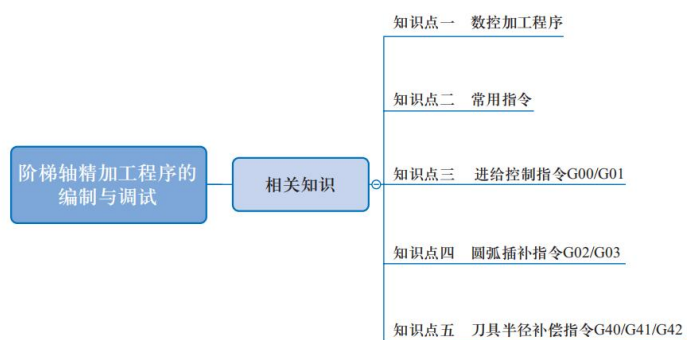 阶梯轴精加工程序的
编制与调试
相关知识
知识点一 数控加工程序
知识点二 常用指令
知识点三 进给控制指令G00/G01
知识点四 圆弧插补指令G02/G03
知识点五 刀具半径补偿指令G40/G41/G42